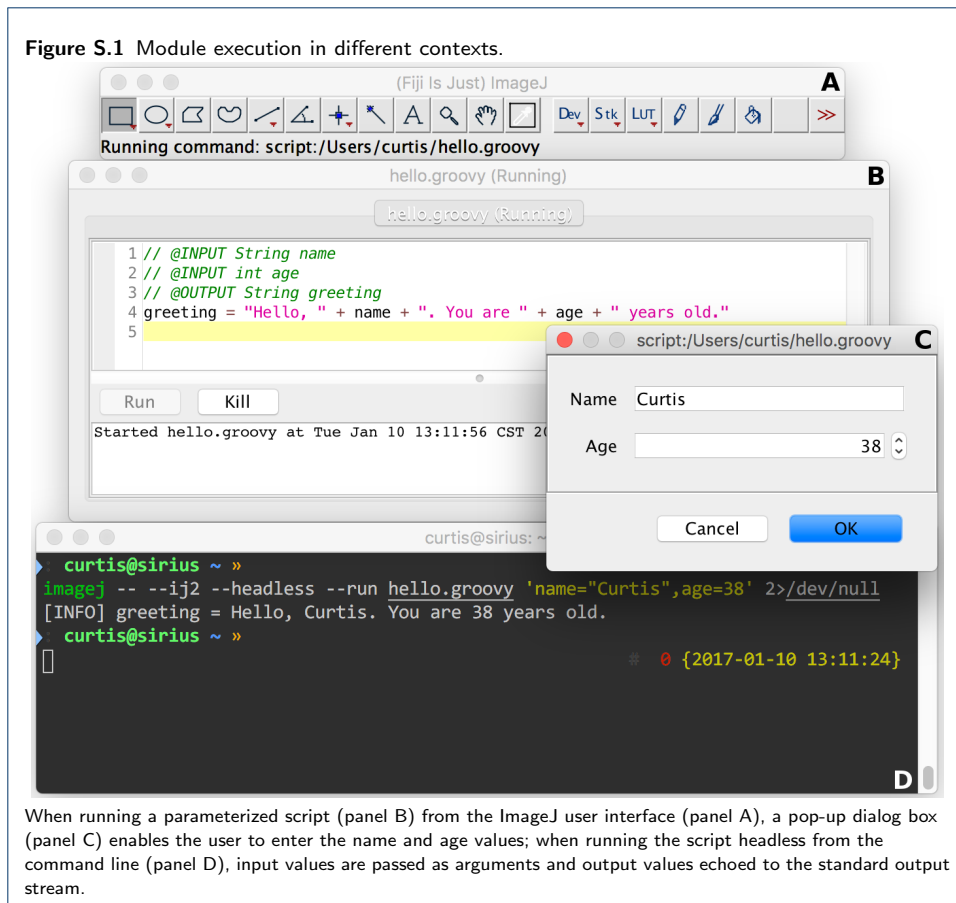 Figure S.1 Module execution in different contexts.
(Fiji Is Just) ImageJ A
A Dev Stk LUT >>
Running command: script:/Users/curtis/hello.groovy
hello.groovy (Running) B
hello.groovy (Running)
1 // @INPUT String name
2 // @INPUT int age
3 // @OUTPUT String greeting
4 greeting = "Hello, " + name + ". You are " + age + " years old."
5
script:/Users/curtis/hello.groovy C
Name Curtis
Age 38
Cancel OK
Run Kill
Started hello.groovy at Tue Jan 10 13:11:56 CST 20
curtis@sirius: ~
: curtis@sirius ~ »
imagej -- --ij2 --headless --run hello.groovy 'name="Curtis",age=38' 2>/dev/null
[INFO] greeting = Hello, Curtis. You are 38 years old.
: curtis@sirius ~ »
# 0 {2017-01-10 13:11:24}
D
When running a parameterized script (panel B) from the ImageJ user interface (panel A), a pop-up dialog box
(panel C) enables the user to enter the name and age values; when running the script headless from the
command line (panel D), input values are passed as arguments and output values echoed to the standard output
stream.